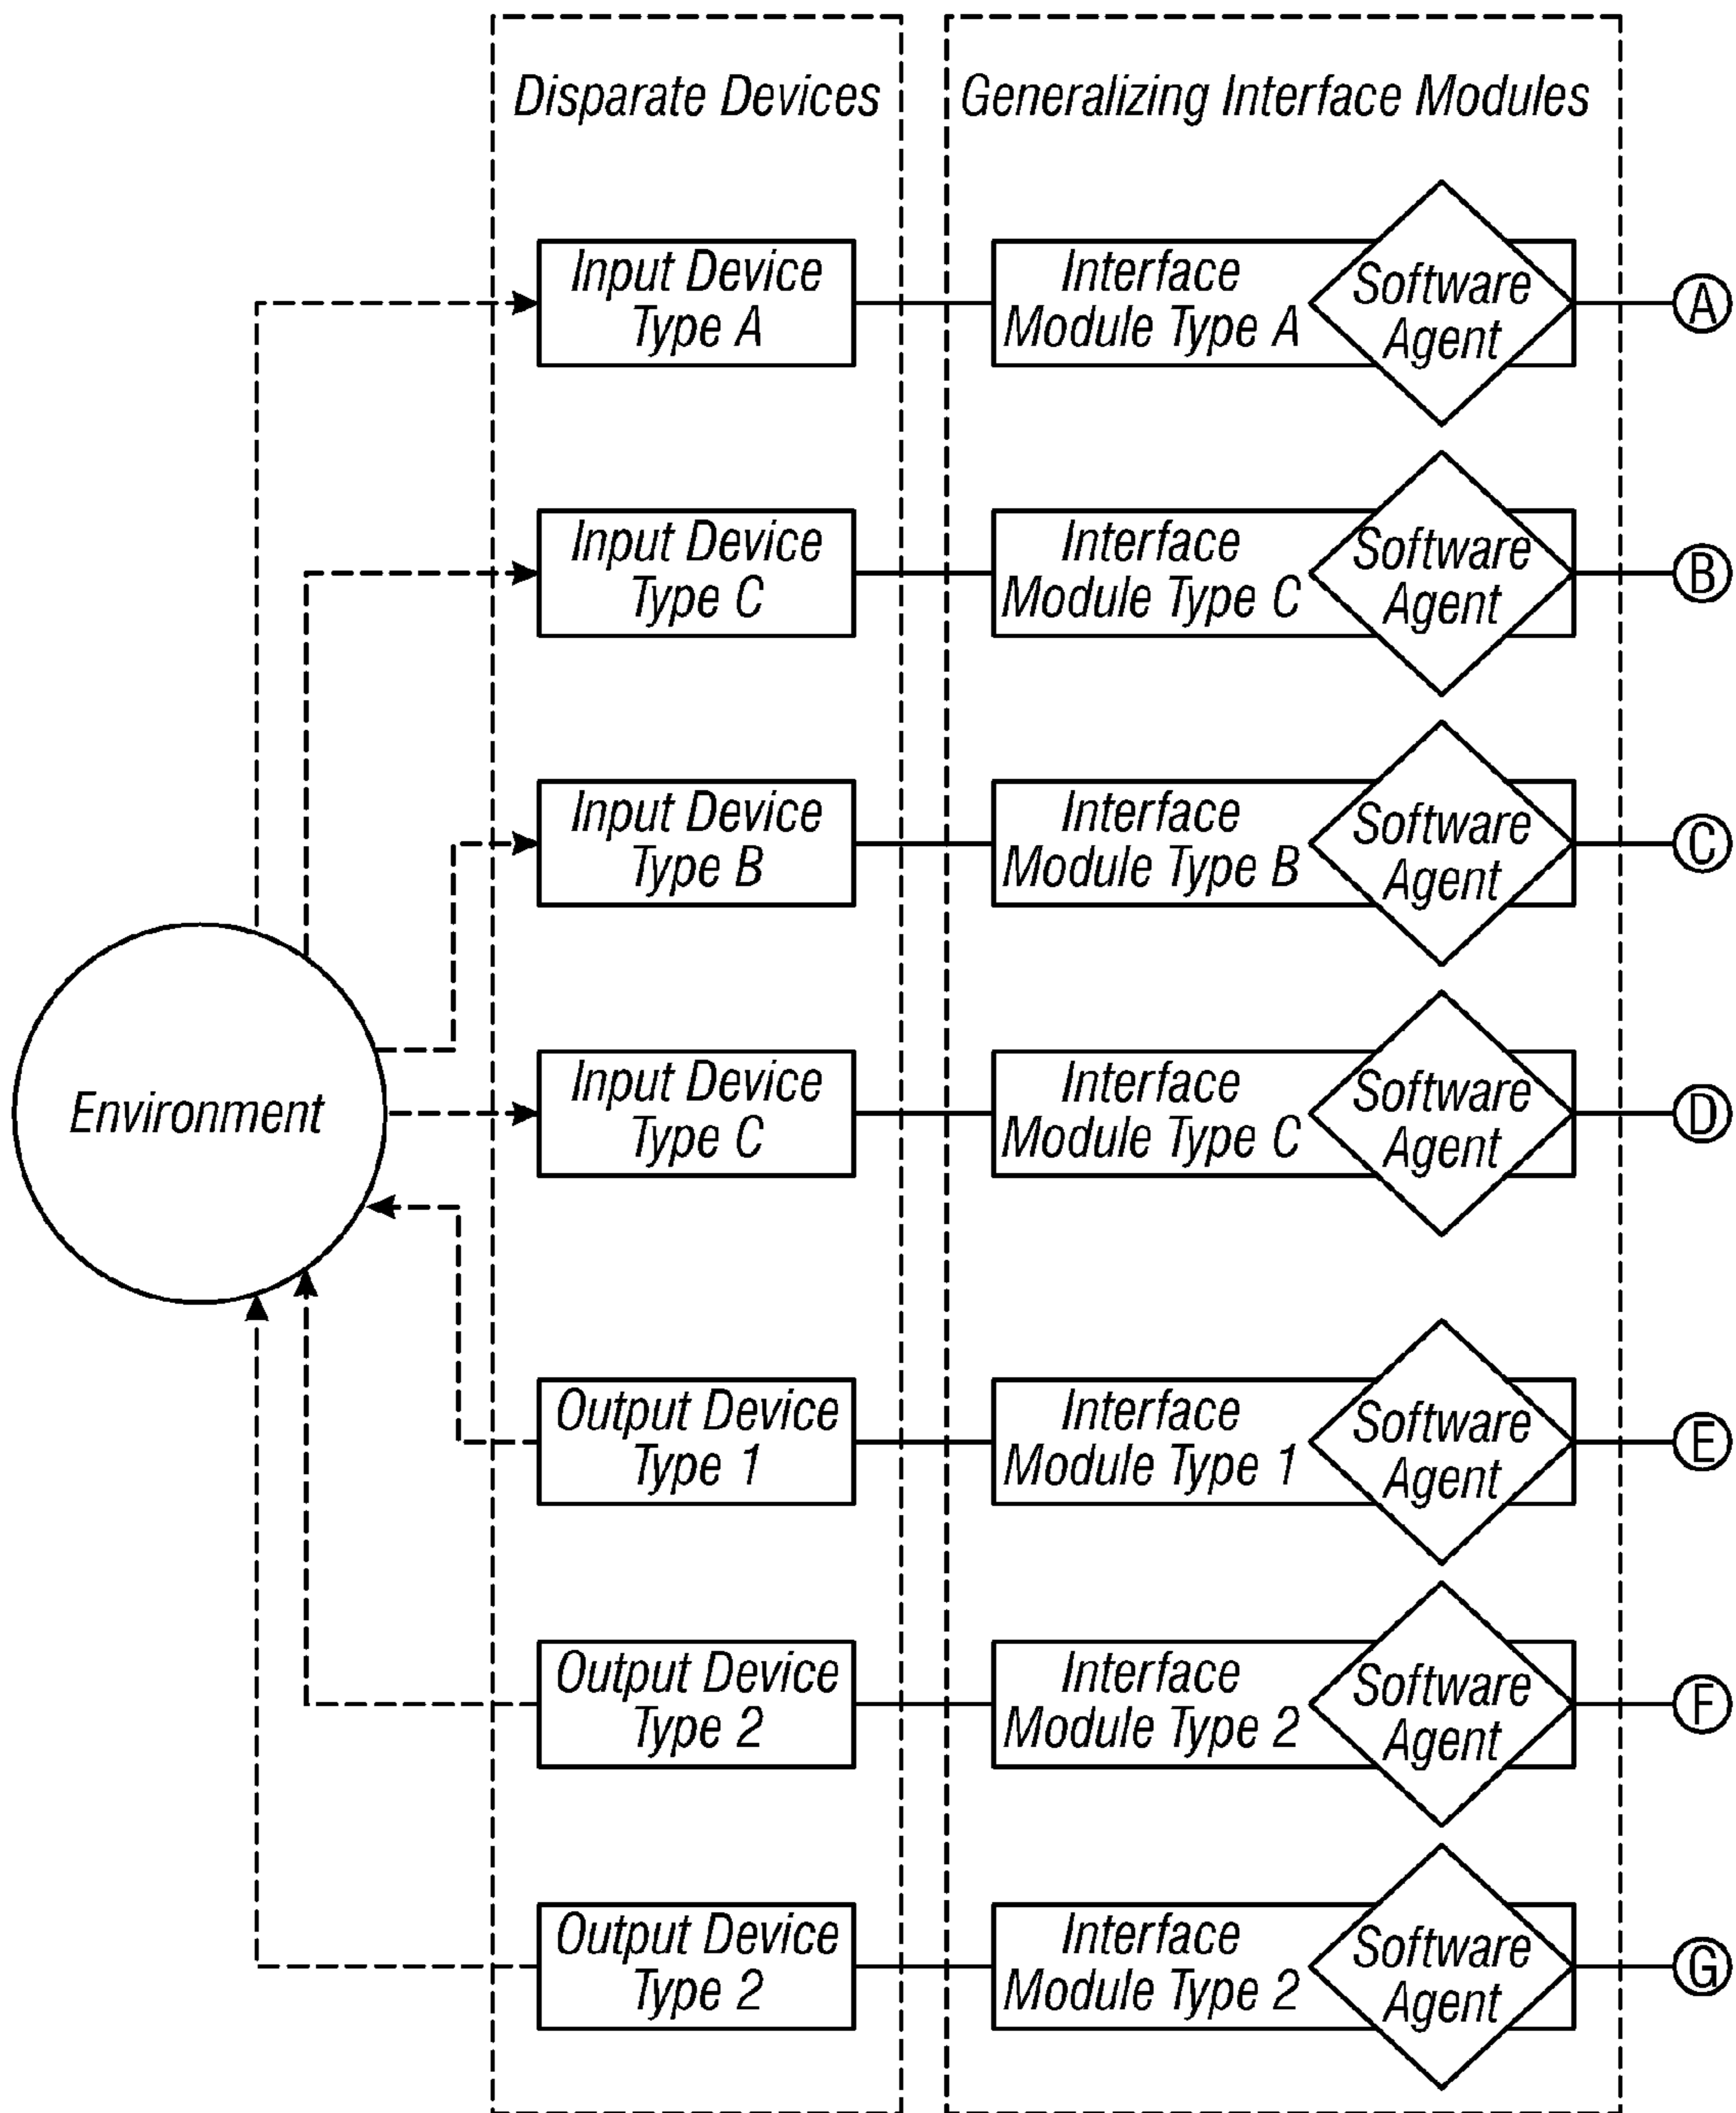 Disparate Devices
Generalizing Interface Modules
Input Device
Type A
Interface
Module Type A
Software
Agent
A
Input Device
Type C
Interface
Module Type C
Software
Agent
B
Input Device
Type B
Interface
Module Type B
Software
Agent
C
Environment
Input Device
Type C
Interface
Module Type C
Software
Agent
D
Output Device
Type 1
Interface
Module Type 1
Software
Agent
E
Output Device
Type 2
Interface
Module Type 2
Software
Agent
F
Output Device
Type 2
Interface
Module Type 2
Software
Agent
G